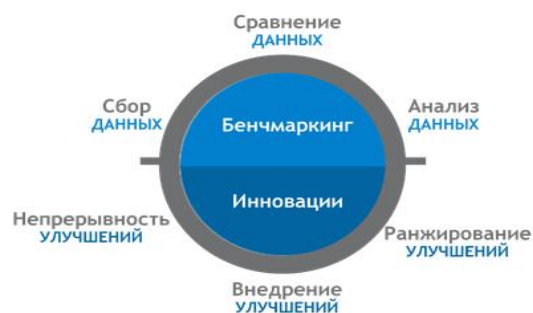 Сравнение
ДАННЫХ
Сбор
ДАННЫХ
Анализ
ДАННЫХ
Бенчмаркинг
Инновации
Непрерывность
УЛУЧШЕНИЙ
Ранжирование
УЛУЧШЕНИЙ
Внедрение
УЛУЧШЕНИЙ